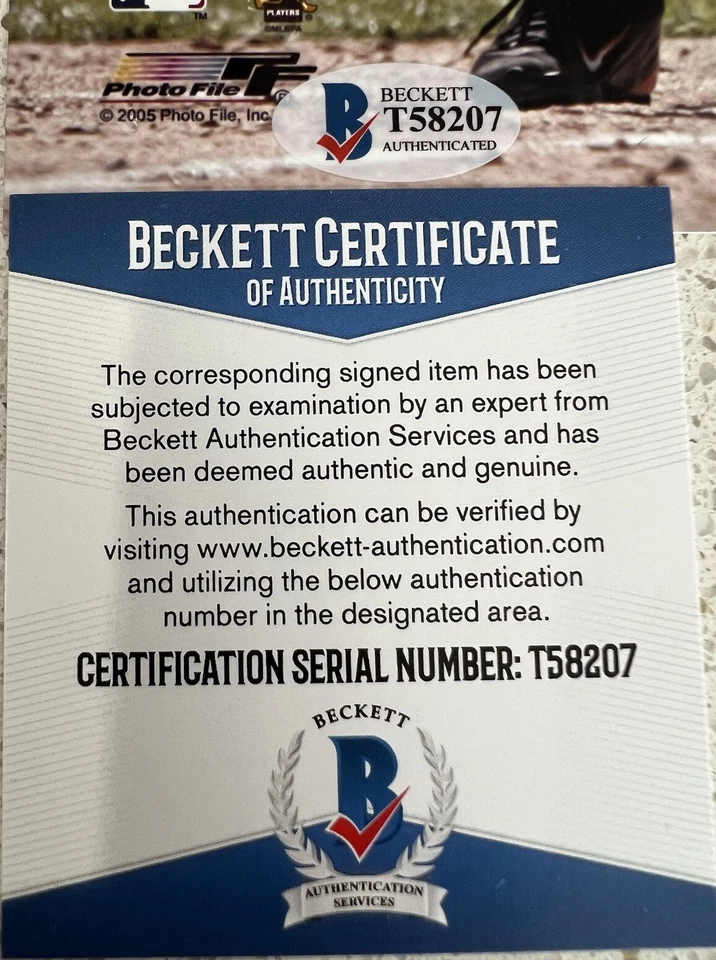 TM
PLAYERS
©MLBPA
Photo File PF ®
© 2005 Photo File, Inc
BECKETT
T58207
AUTHENTICATED
BECKETT CERTIFICATE
OF AUTHENTICITY
The corresponding signed item has been
subjected to examination by an expert from
Beckett Authentication Services and has
been deemed authentic and genuine.
This authentication can be verified by
visiting www.beckett-authentication.com
and utilizing the below authentication
number in the designated area.
CERTIFICATION SERIAL NUMBER: T58207
BECKETT
B
AUTHENTICATION
SERVICES